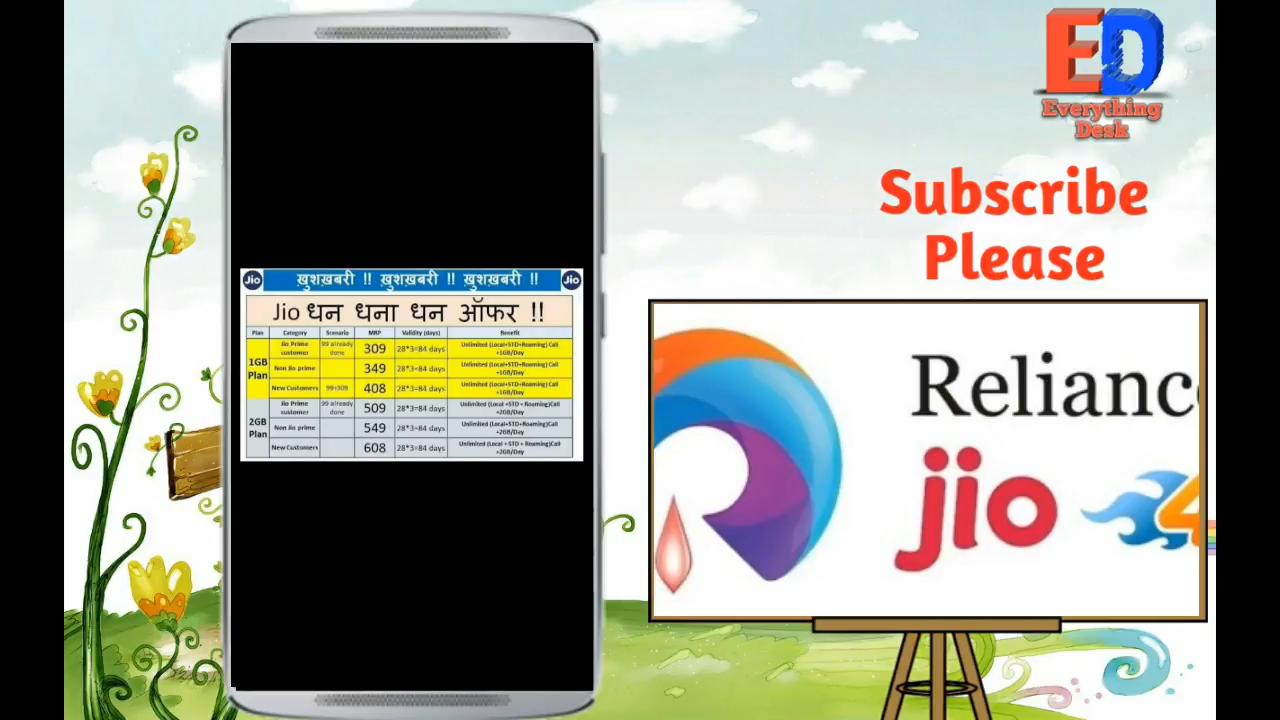 ED
Everything
Desk
Subscribe
Please
Jio ख़ुशख़बरी !! ख़ुशख़बरी !! ख़ुशख़बरी !! Jio
Jio धन धना धन ऑफर !!
Plan Category Scenario MRP Validity (days) Benefit
1GB Plan
Jio Prime customer 99 already done 309 28*3=84 days Unlimited (Local+STD+Roaming) Call +1GB/Day
Non Jio prime 349 28*3=84 days Unlimited (Local+STD+Roaming) Call +1GB/Day
New Customers 99+309 408 28*3=84 days Unlimited (Local+STD+Roaming) Call +1GB/Day
2GB Plan
Jio Prime customer 99 already done 509 28*3=84 days Unlimited (Local +STD + Roaming)Call +2GB/Day
Non Jio prime 549 28*3=84 days Unlimited (Local+STD+Roaming)Call +2GB/Day
New Customers 608 28*3=84 days Unlimited (Local + STD + Roaming)Call +2GB/Day
Relianc
jio 4